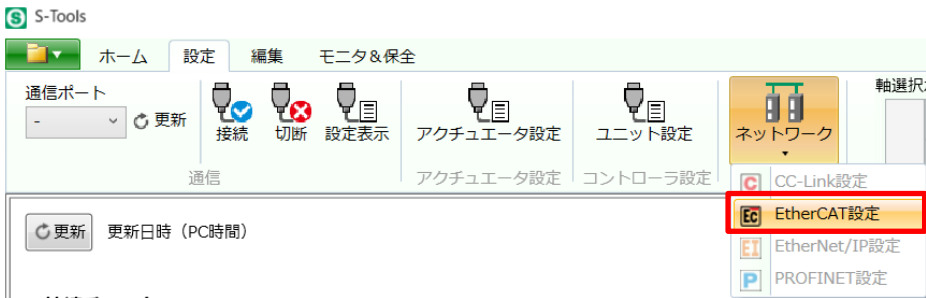 S-Tools
ホーム 設定 編集 モニタ&保全
通信ポート
- 更新
接続 切断 設定表示
アクチュエータ設定
ユニット設定
ネットワーク
軸選択
通信 アクチュエータ設定 コントローラ設定
C CC-Link設定
Ec EtherCAT設定
EI EtherNet/IP設定
P PROFINET設定
更新 更新日時(PC時間)